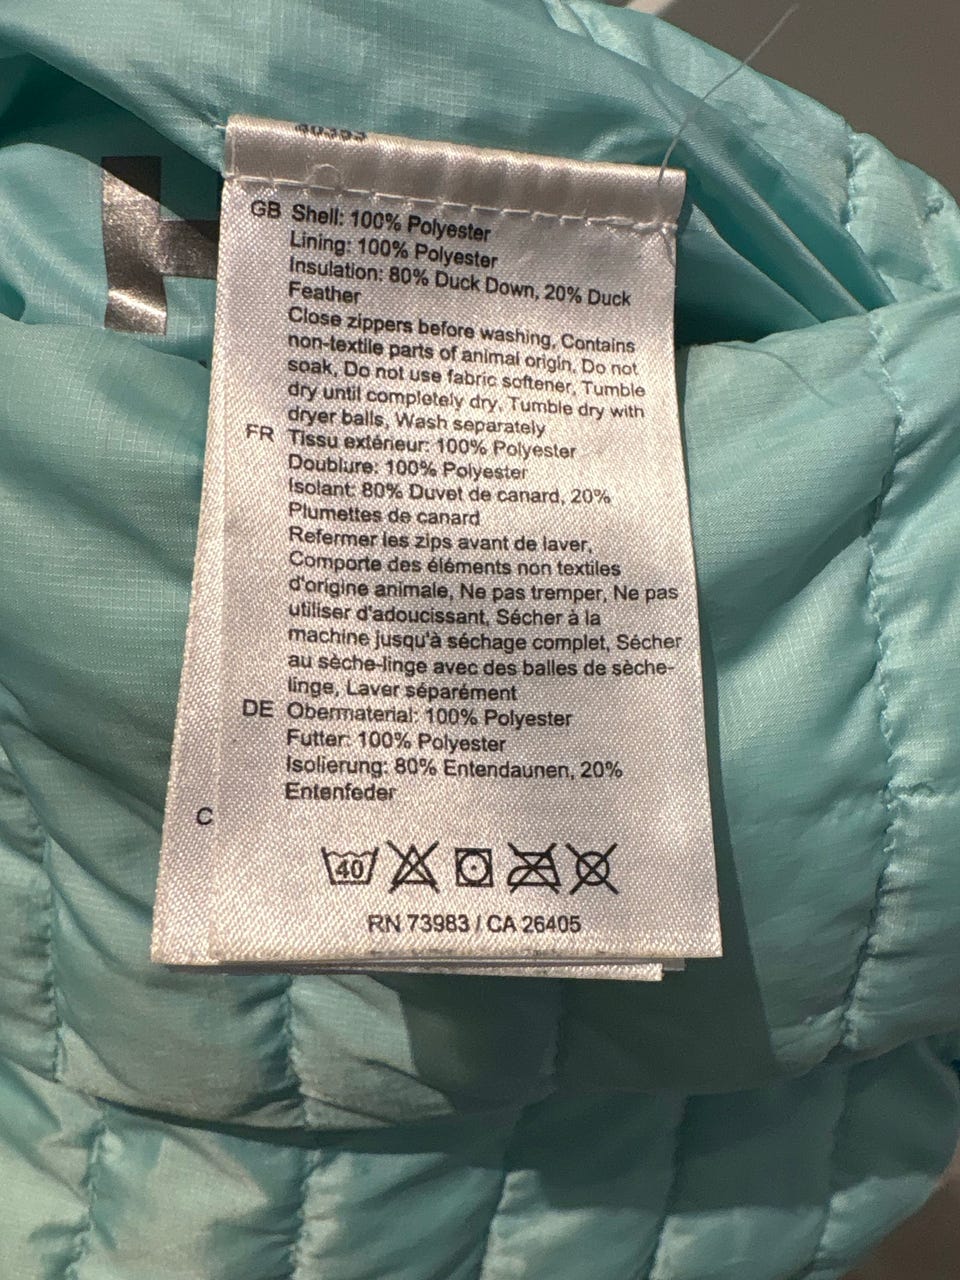 GB Shell: 100% Polyester
Lining: 100% Polyester
Insulation: 80% Duck Down, 20% Duck
Feather
Close zippers before washing, Contains
non-textile parts of animal origin, Do not
soak, Do not use fabric softener, Tumble
dry until completely dry, Tumble dry with
dryer balls, Wash separately
FR Tissu extérieur: 100% Polyester
Doublure: 100% Polyester
Isolant: 80% Duvet de canard, 20%
Plumettes de canard
Refermer les zips avant de laver,
Comporte des éléments non textiles
d'origine animale, Ne pas tremper, Ne pas
utiliser d'adoucissant, Sécher à la
machine jusqu'à séchage complet, Sécher
au sèche-linge avec des balles de sèche-
linge, Laver séparément
DE Obermaterial: 100% Polyester
Futter: 100% Polyester
Isolierung: 80% Entendaunen, 20%
Entenfeder
C
40
RN 73983 / CA 26405